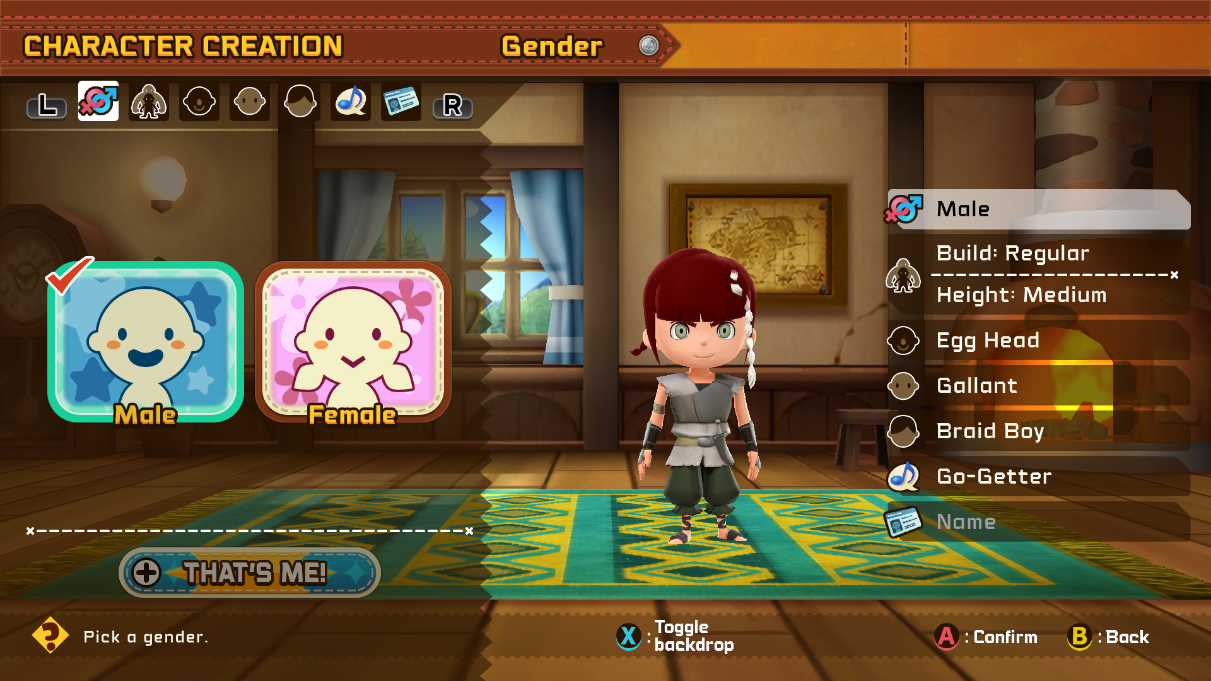 CHARACTER CREATION
Gender
L
R
Male
Female
THAT'S ME!
Male
Build: Regular
Height: Medium
Egg Head
Gallant
Braid Boy
Go-Getter
Name
Pick a gender.
X : Toggle
backdrop
A : Confirm
B : Back